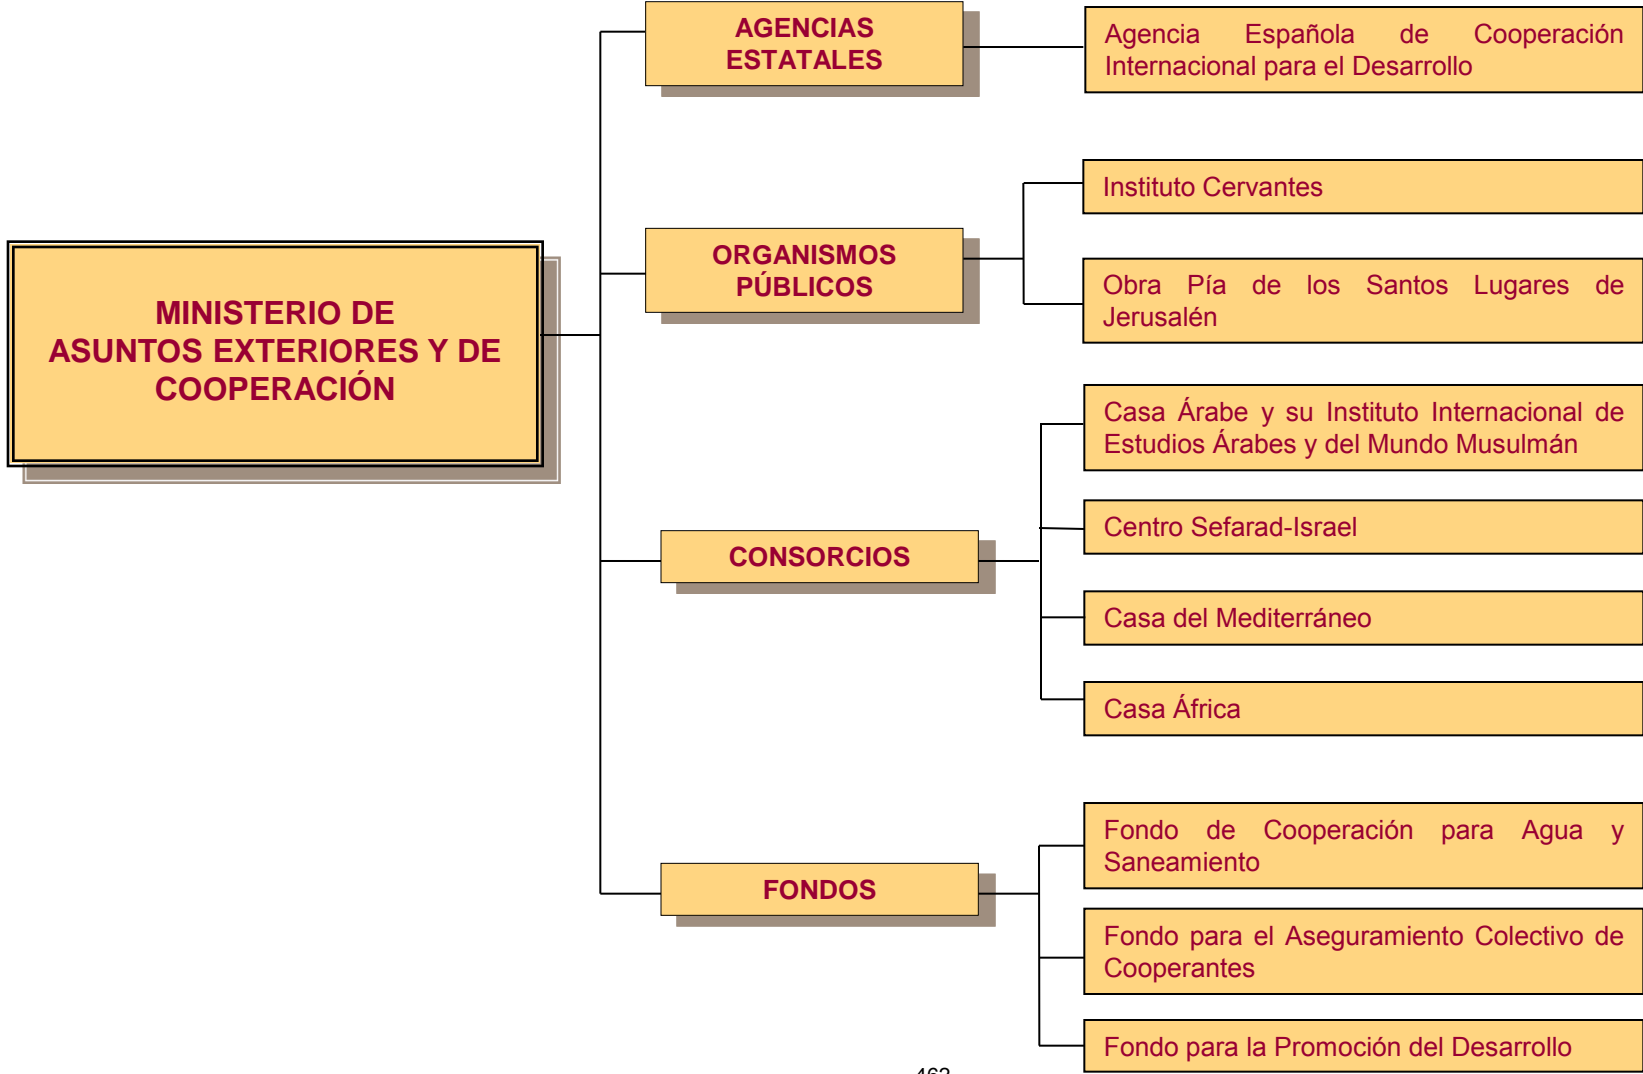 AGENCIAS
ESTATALES
Agencia Española de Cooperación
Internacional para el Desarrollo
Instituto Cervantes
ORGANISMOS
PÚBLICOS
Obra Pía de los Santos Lugares de
Jerusalén
MINISTERIO DE
ASUNTOS EXTERIORES Y DE
COOPERACIÓN
Casa Árabe y su Instituto Internacional de
Estudios Árabes y del Mundo Musulmán
Centro Sefarad-Israel
CONSORCIOS
Casa del Mediterráneo
Casa África
Fondo de Cooperación para Agua y
Saneamiento
FONDOS
Fondo para el Aseguramiento Colectivo de
Cooperantes
Fondo para la Promoción del Desarrollo
462